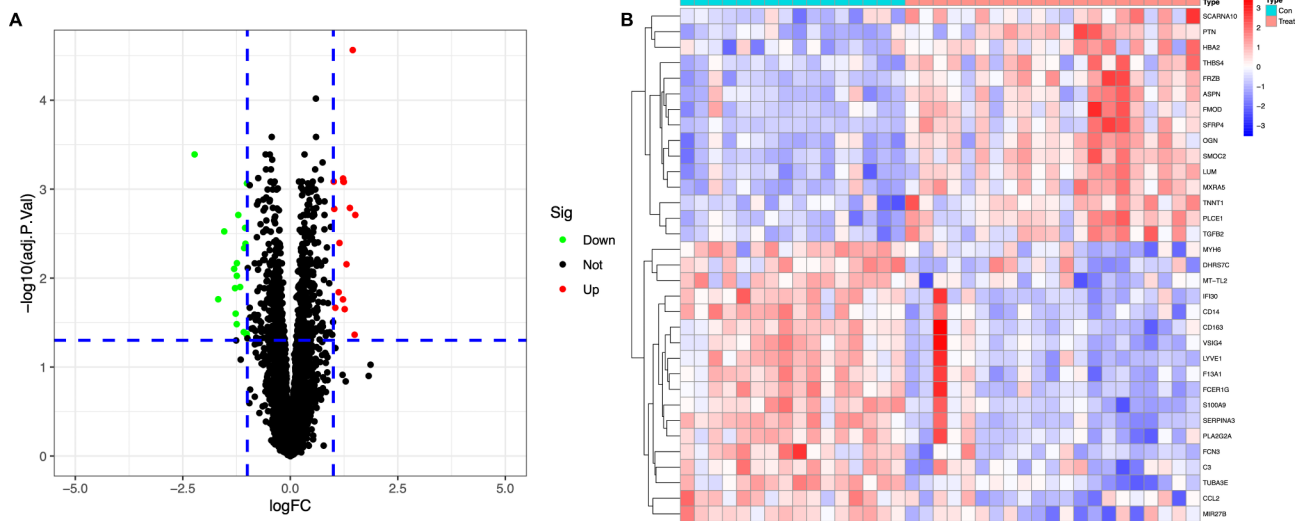 A
−log10(adj.P.Val)
4
3
2
1
0
−5.0
−2.5
0.0
2.5
5.0
logFC
Sig
Down
Not
Up
B
Type
SCARNA10
PTN
HBA2
THBS4
FRZB
ASPN
FMOD
SFRP4
OGN
SMOC2
LUM
MXRA5
TNNT1
PLCE1
TGFB2
MYH6
DHRS7C
MT−TL2
IFI30
CD14
CD163
VSIG4
LYVE1
F13A1
FCER1G
S100A9
SERPINA3
PLA2G2A
FCN3
C3
TUBA3E
CCL2
MIR27B
3
2
1
0
−1
−2
−3
Type
Con
Treat